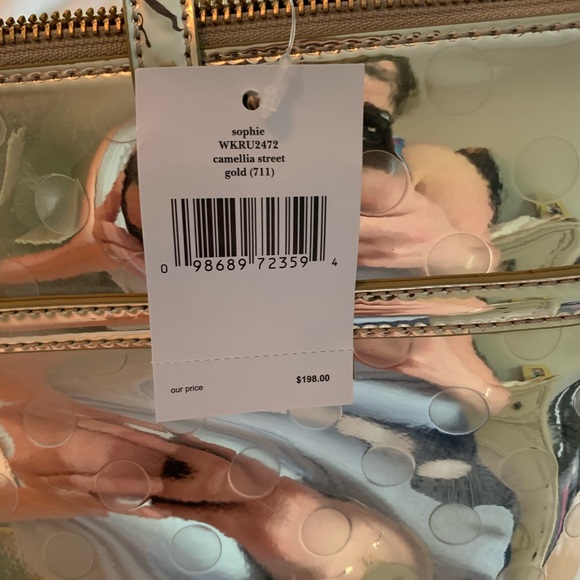 sophie
WKRU2472
camellia street
gold (711)
0 98689 72359 4
our price $198.00